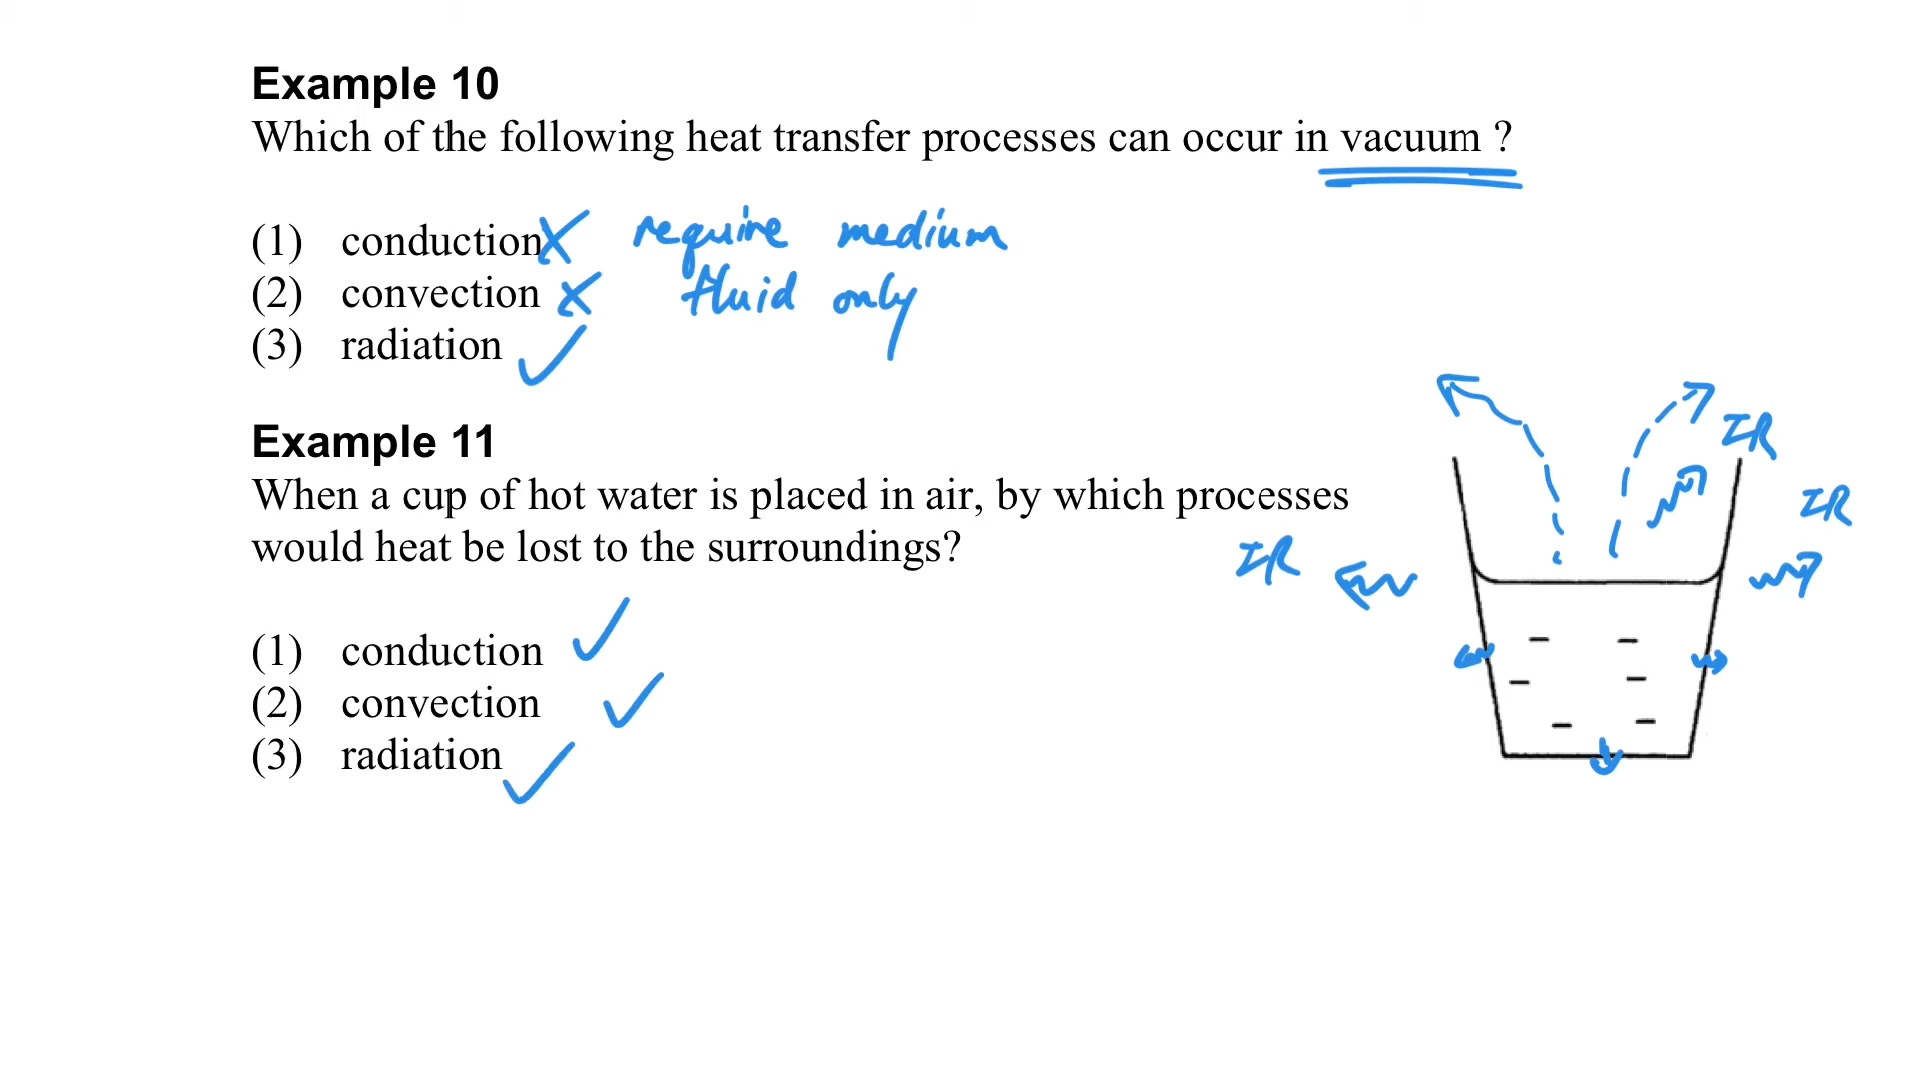 Example 10
Which of the following heat transfer processes can occur in vacuum ?
(1) conduction require medium
(2) convection fluid only
(3) radiation
Example 11
When a cup of hot water is placed in air, by which processes
would heat be lost to the surroundings?
(1) conduction
(2) convection
(3) radiation
IR
IR
IR